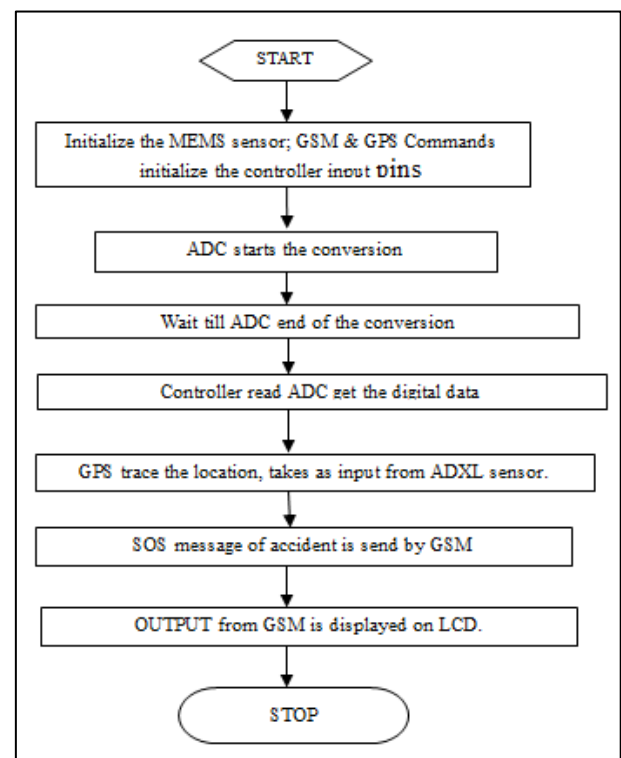 START
Initialize the MEMS sensor; GSM & GPS Commands
initialize the controller input pins
ADC starts the conversion
Wait till ADC end of the conversion
Controller read ADC get the digital data
GPS trace the location, takes as input from ADXL sensor.
SOS message of accident is send by GSM
OUTPUT from GSM is displayed on LCD.
STOP